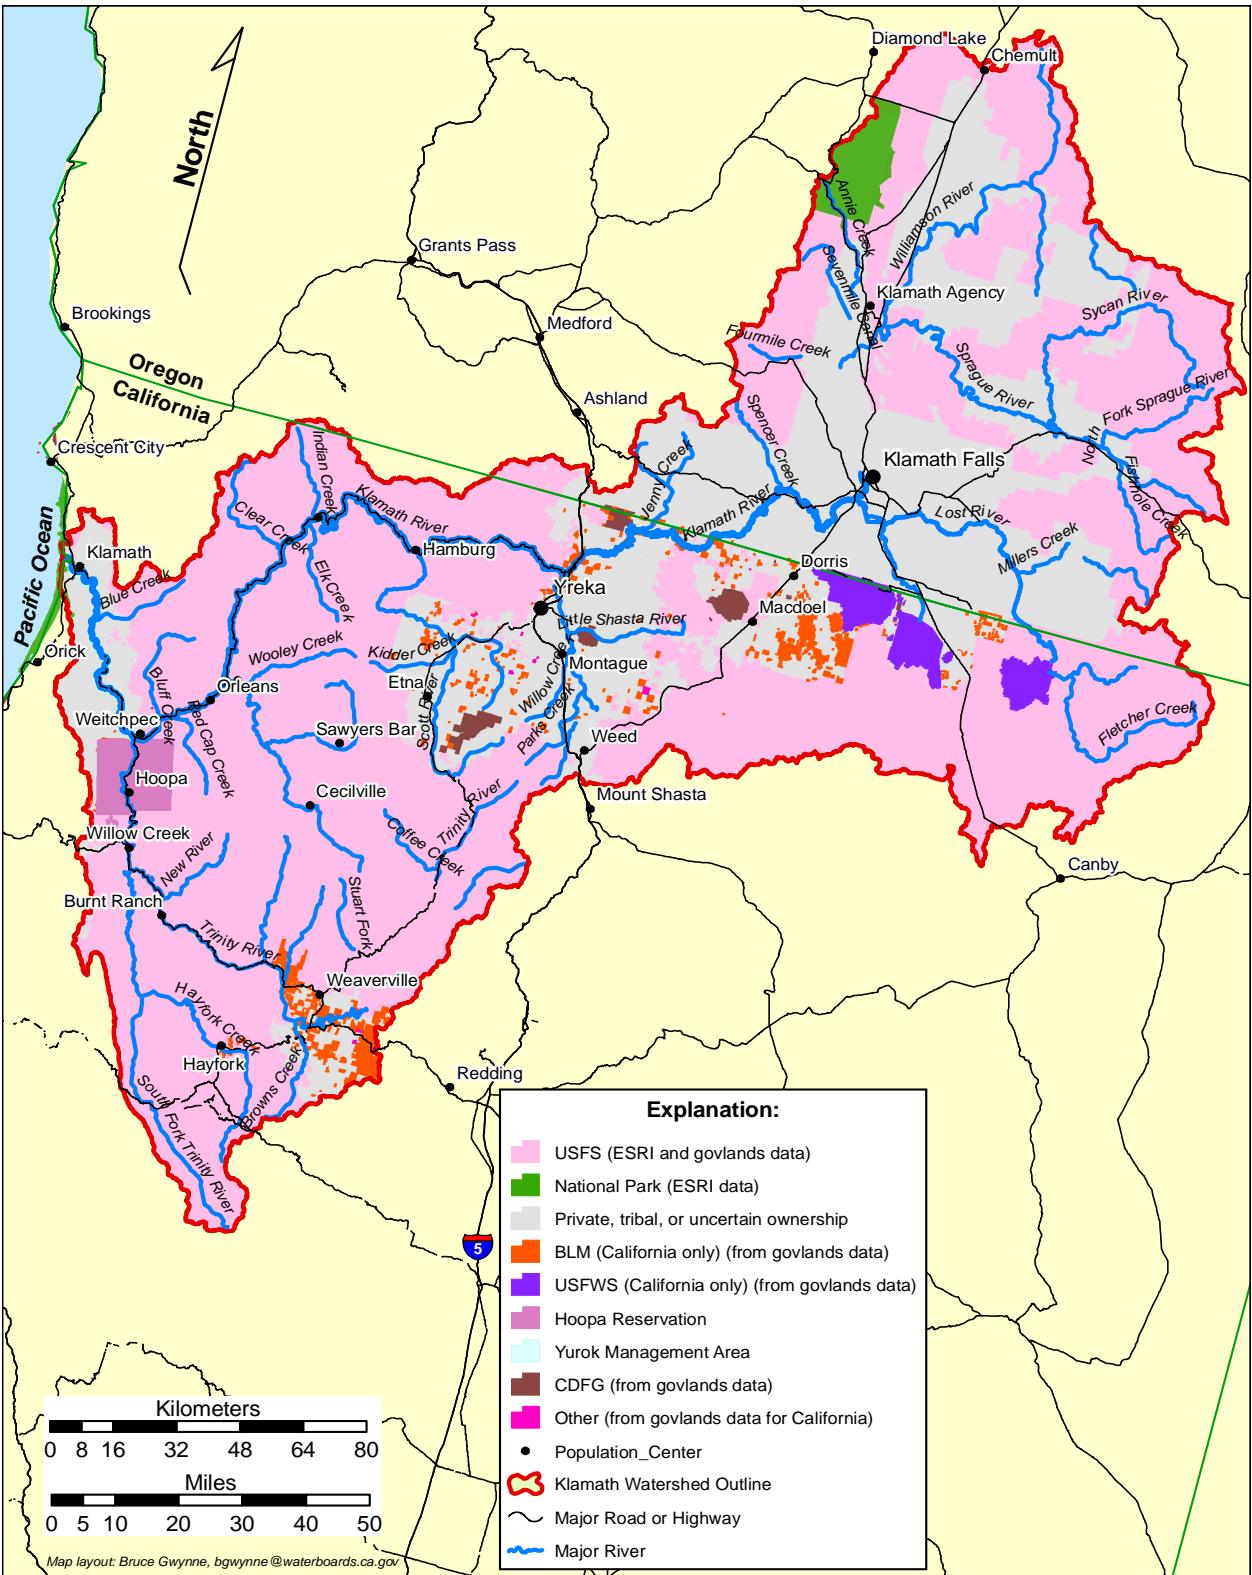 Diamond Lake
Chemult
North
Annie Creek
Williamson River
Grants Pass
Sevenmile Canal
Klamath Agency
Sycan River
Brookings
Medford
Fourmile Creek
Sprague River
Oregon
California
North Fork Sprague River
Ashland
Spencer Creek
Crescent City
Indian Creek
Jenny Creek
Klamath Falls
Fishhole Creek
Clear Creek
Klamath River
Klamath River
Lost River
Pacific Ocean
Klamath
Hamburg
Millers Creek
Blue Creek
Elk Creek
Yreka
Dorris
Macdoel
Little Shasta River
Orick
Wooley Creek
Kidder Creek
Montague
Bluff Creek
Orleans
Etna
Willow Creek
Scott River
Red Cap Creek
Parks Creek
Weitchpec
Sawyers Bar
Weed
Fletcher Creek
Hoopa
Cecilville
Trinity River
Mount Shasta
Willow Creek
Coffee Creek
New River
Canby
Burnt Ranch
Stuart Fork
Trinity River
Weaverville
Hayfork Creek
Hayfork
Browns Creek
Redding
South Fork Trinity River
Explanation:
USFS (ESRI and govlands data)
National Park (ESRI data)
Private, tribal, or uncertain ownership
BLM (California only) (from govlands data)
USFWS (California only) (from govlands data)
Hoopa Reservation
Yurok Management Area
CDFG (from govlands data)
Other (from govlands data for California)
Population_Center
Klamath Watershed Outline
Major Road or Highway
Major River
5
Kilometers
0 8 16 32 48 64 80
Miles
0 5 10 20 30 40 50
Map layout: Bruce Gwynne, bgwynne@waterboards.ca.gov